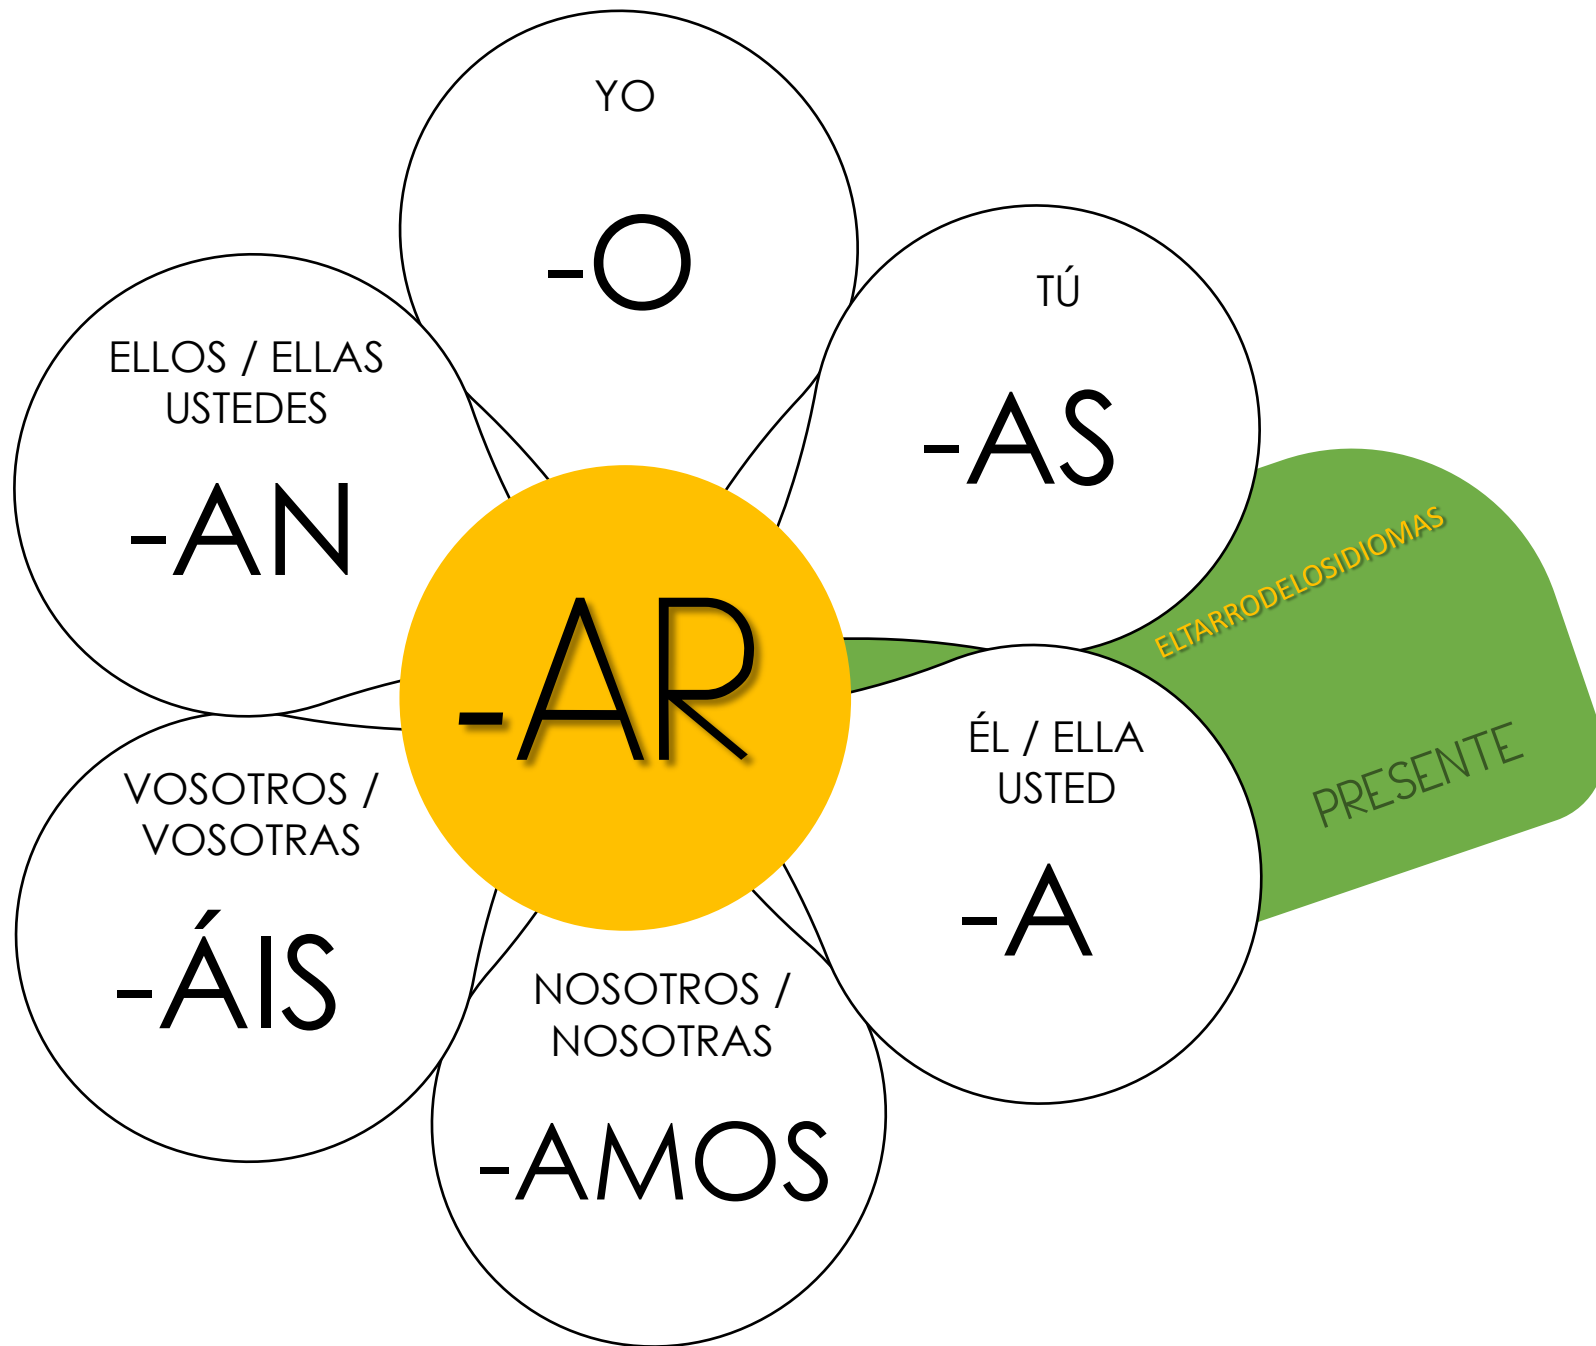 YO
-O
TÚ
-AS
ÉL / ELLA
USTED
-A
NOSOTROS /
NOSOTRAS
-AMOS
VOSOTROS /
VOSOTRAS
-ÁIS
ELLOS / ELLAS
USTEDES
-AN
-AR
ELTARRODELOSIDIOMAS
PRESENTE